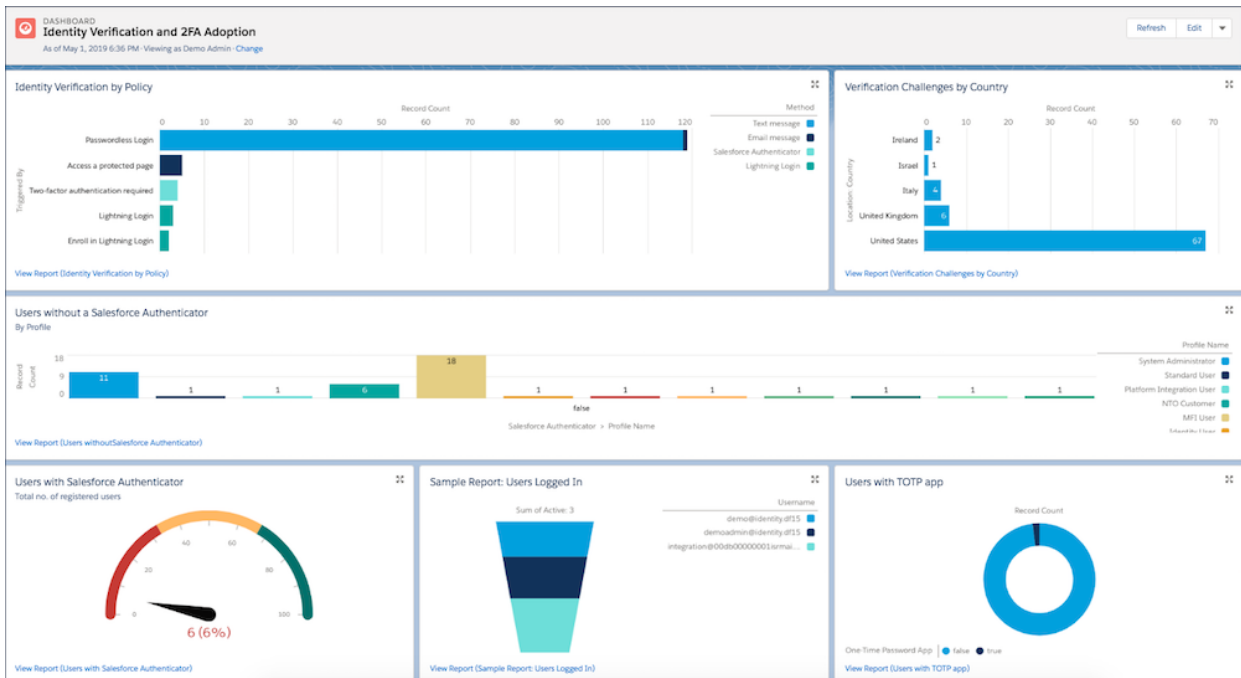 DASHBOARD
Identity Verification and 2FA Adoption
As of May 1, 2019 6:36 PM·Viewing as Demo Admin·Change
Refresh
Edit
Identity Verification by Policy
Record Count
0 10 20 30 40 50 60 70 80 90 100 110 120
Triggered By
Passwordless Login
Access a protected page
Two-factor authentication required
Lightning Login
Enroll in Lightning Login
Method
Text message
Email message
Salesforce Authenticator
Lightning Login
View Report (Identity Verification by Policy)
Verification Challenges by Country
Record Count
0 10 20 30 40 50 60 70
Location: Country
Ireland 2
Israel 1
Italy 4
United Kingdom 6
United States 67
View Report (Verification Challenges by Country)
Users without a Salesforce Authenticator
By Profile
Record
Count
18
9
0
11 1 1 6 18 1 1 1 1 1 1 1
false
Salesforce Authenticator > Profile Name
Profile Name
System Administrator
Standard User
Platform Integration User
NTO Customer
MFI User
Identity User
View Report (Users withoutSalesforce Authenticator)
Users with Salesforce Authenticator
Total no. of registered users
0 20 40 60 80 100
6 (6%)
View Report (Users with Salesforce Authenticator)
Sample Report: Users Logged In
Sum of Active: 3
Username
demo@identity.df15
demoadmin@identity.df15
integration@00db00000001isrmai...
View Report (Sample Report: Users Logged In)
Users with TOTP app
Record Count
One-Time Password App false true
View Report (Users with TOTP app)